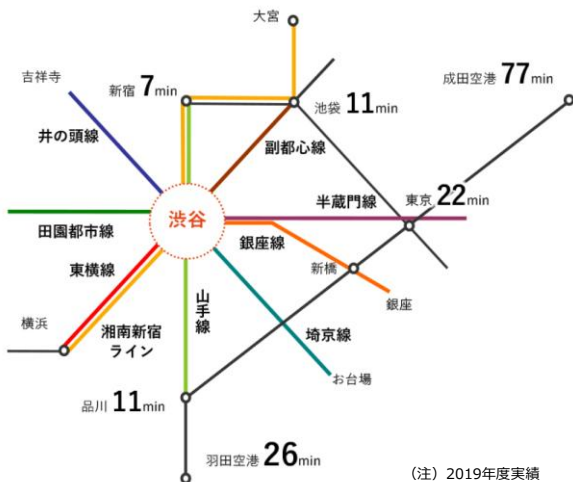 大宮
成田空港 77min
吉祥寺
新宿 7min
池袋 11min
井の頭線
副都心線
半蔵門線
東京 22min
渋谷
田園都市線
銀座線
東横線
新橋
山手線
銀座
横浜
湘南新宿
ライン
埼京線
お台場
品川 11min
羽田空港 26min
(注)2019年度実績